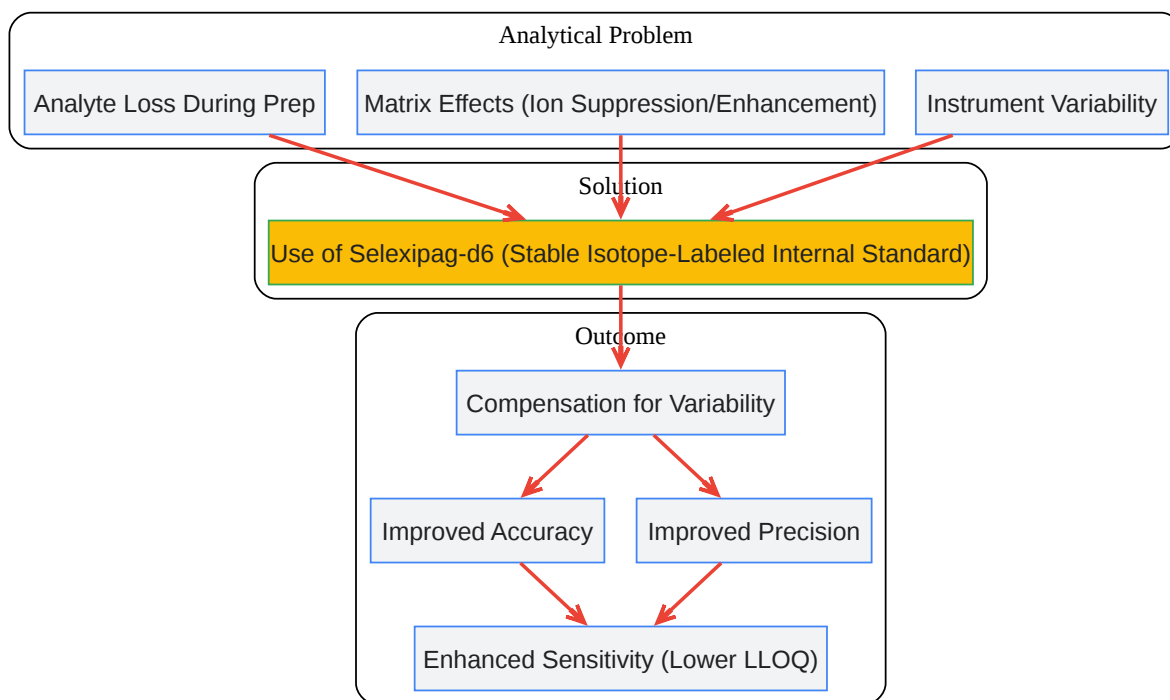 Analytical Problem
Analyte Loss During Prep
Matrix Effects (Ion Suppression/Enhancement)
Instrument Variability
Solution
Use of Selexipag-d6 (Stable Isotope-Labeled Internal Standard)
Outcome
Compensation for Variability
Improved Accuracy
Improved Precision
Enhanced Sensitivity (Lower LLOQ)